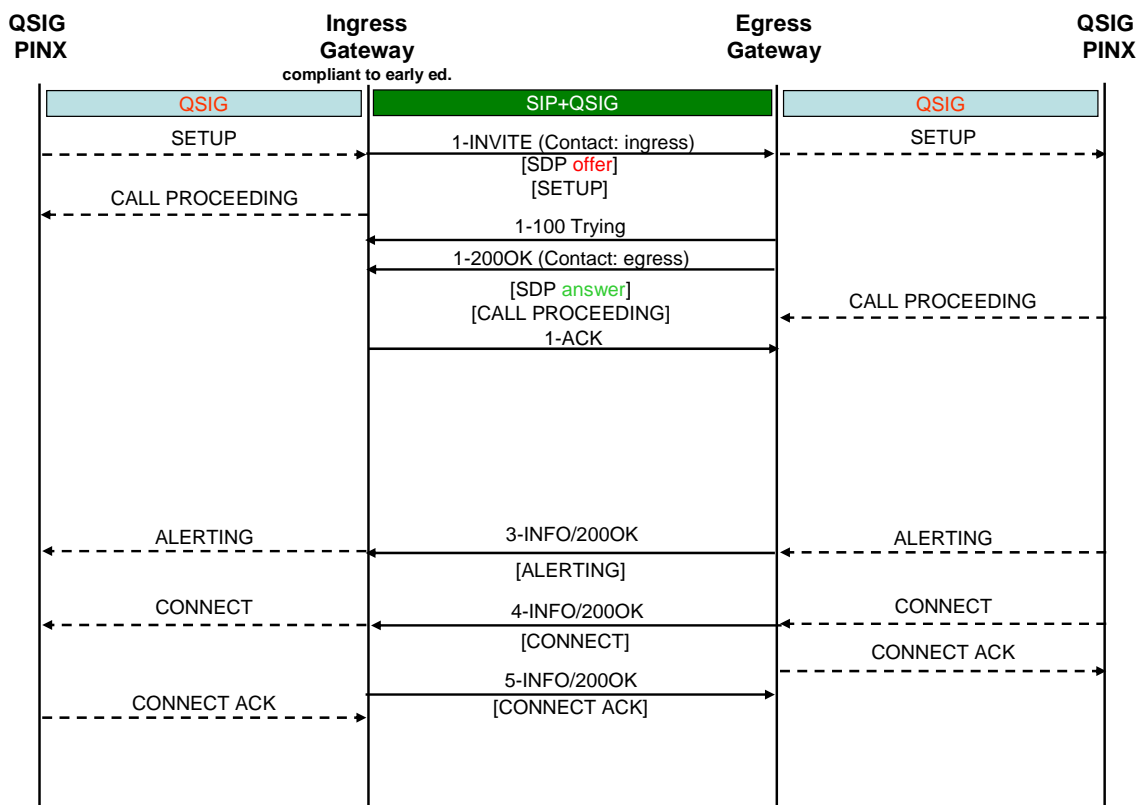 QSIG PINX
Ingress Gateway
compliant to early ed.
Egress Gateway
QSIG PINX
QSIG
SIP+QSIG
QSIG
SETUP
1-INVITE (Contact: ingress)
SETUP
[SDP offer]
[SETUP]
CALL PROCEEDING
1-100 Trying
1-200OK (Contact: egress)
[SDP answer]
CALL PROCEEDING
[CALL PROCEEDING]
1-ACK
ALERTING
3-INFO/200OK
ALERTING
[ALERTING]
CONNECT
4-INFO/200OK
CONNECT
[CONNECT]
CONNECT ACK
5-INFO/200OK
CONNECT ACK
[CONNECT ACK]